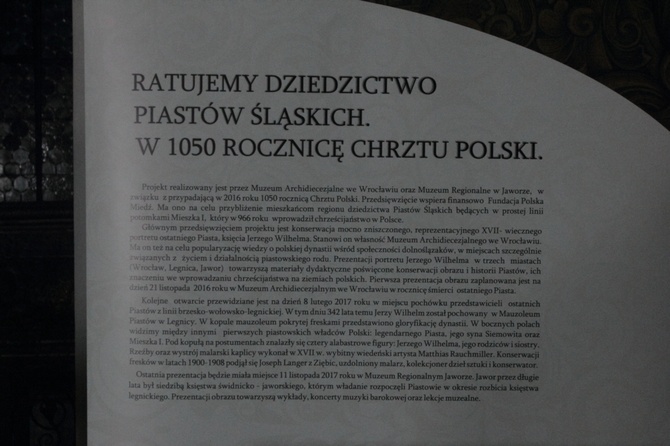 RATUJEMY DZIEDZICTWO
PIASTÓW ŚLĄSKICH.
W 1050 ROCZNICĘ CHRZTU POLSKI.
Projekt realizowany jest przez Muzeum Archidiecezjalne we Wrocławiu oraz Muzeum Regionalne w Jaworze, w
związku z przypadającą w 2016 roku 1050 rocznicą Chrztu Polski. Przedsięwzięcie wspiera finansowo Fundacja Polska
Miedź. Ma ono na celu przybliżenie mieszkańcom regionu dziedzictwa Piastów Śląskich będących w prostej linii
potomkami Mieszka I, który w 966 roku wprowadził chrześcijaństwo w Polsce.
Głównym przedsięwzięciem projektu jest konserwacja mocno zniszczonego, reprezentacyjnego XVII- wiecznego
portretu ostatniego Piasta, księcia Jerzego Wilhelma. Stanowi on własność Muzeum Archidiecezjalnego we Wrocławiu.
Ma on też na celu popularyzację wiedzy o polskiej dynastii wśród społeczności dolnoślązaków, w miejscach szczególnie
związanych z życiem i działalnością piastowskiego rodu. Prezentacji portretu Jerzego Wilhelma w trzech miastach
(Wrocław, Legnica, Jawor) towarzyszą materiały dydaktyczne poświęcone konserwacji obrazu i historii Piastów, ich
znaczeniu we wprowadzaniu chrześcijaństwa na ziemiach polskich. Pierwsza prezentacja obrazu zaplanowana jest na
dzień 21 listopada 2016 roku w Muzeum Archidiecezjalnym we Wrocławiu w rocznicę śmierci ostatniego Piasta.
Kolejne otwarcie przewidziane jest na dzień 8 lutego 2017 roku w miejscu pochówku przedstawicieli ostatnich
Piastów z linii brzesko-wołowsko-legnickiej. W tym dniu 342 lata temu Jerzy Wilhelm został pochowany w Mauzoleum
Piastów w Legnicy. W kopule mauzoleum pokrytej freskami przedstawiono gloryfikację dynastii. W bocznych polach
widzimy między innymi pierwszych piastowskich władców Polski: legendarnego Piasta, jego syna Siemowita oraz
Mieszka I. Pod kopułą na postumentach znalazły się cztery alabastrowe figury: Jerzego Wilhelma, jego rodziców i siostry.
Rzeźby oraz wystrój malarski kaplicy wykonał w XVII w. wybitny wiedeński artysta Matthias Rauchmiller. Konserwacji
fresków w latach 1900-1908 podjął się Joseph Langer z Ziębic, uzdolniony malarz, kolekcjoner dzieł sztuki i konserwator.
Ostatnia prezentacja będzie miała miejsce 11 listopada 2017 roku w Muzeum Regionalnym Jaworze. Jawor przez długie
lata był siedzibą księstwa świdnicko - jaworskiego, którym władanie rozpoczęli Piastowie w okresie rozbicia księstwa
legnickiego. Prezentacji obrazu towarzyszą wykłady, koncerty muzyki barokowej oraz lekcje muzealne.